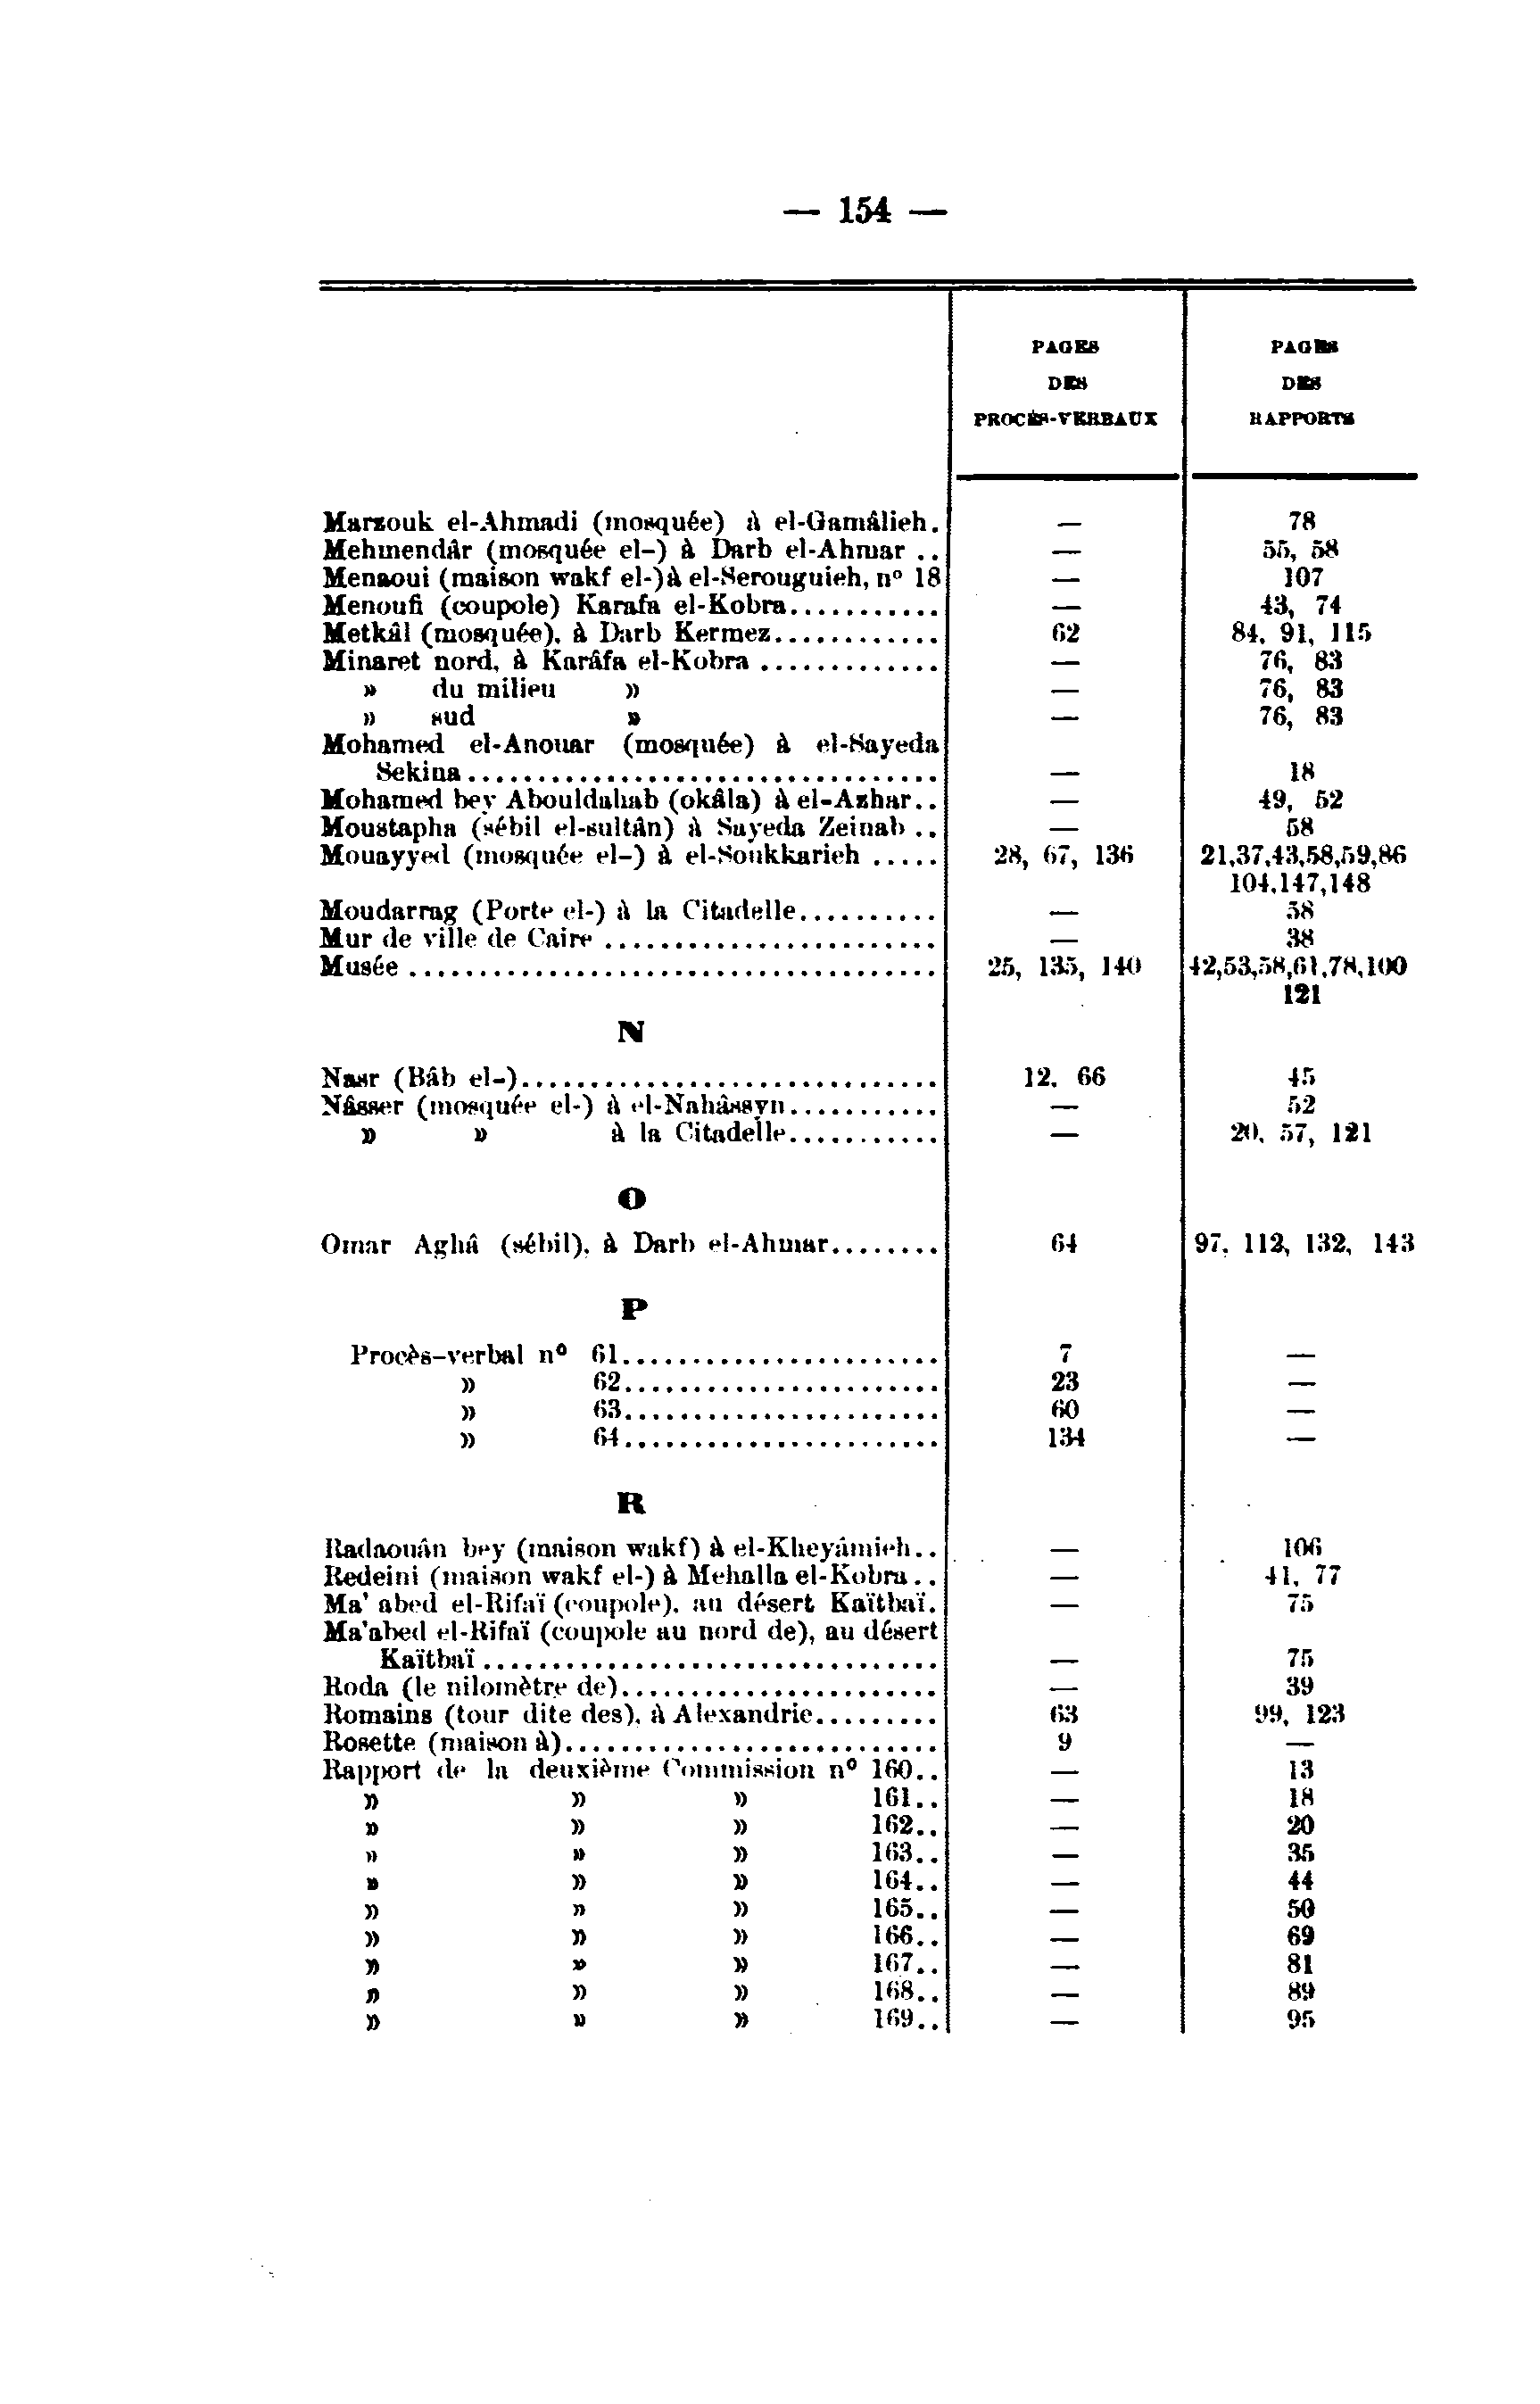 — 154 —
PAGES DES PROCÈS-VERBAUX PAGES DES RAPPORTS
Marzouk el-Ahmadi (mosquée) à el-Gamâlieh. — 78
Mehmendâr (mosquée el-) à Darb el-Ahmar .. — 55, 58
Menaoui (maison wakf el-) à el-Serouguieh, n° 18 — 107
Menoufi (coupole) Karafa el-Kobra........... — 43, 74
Metkâl (mosquée), à Darb Kermez............ 62 84, 91, 115
Minaret nord, à Karâfa el-Kobra ............. — 76, 83
» du milieu » — 76, 83
» sud » — 76, 83
Mohamed el-Anouar (mosquée) à el-Sayeda
Sekina.................................. — 18
Mohamed bey Abouldahab (okâla) à el-Azhar.. — 49, 52
Moustapha (sébil el-sultân) à Sayeda Zeinab .. — 58
Mouayyed (mosquée el-) à el-Soukkarieh ..... 28, 67, 136 21,37,43,58,59,86
104,147,148
Moudarrag (Porte el-) à la Citadelle.......... — 58
Mur de ville de Caire ........................ — 38
Musée ...................................... 25, 135, 140 42,53,58,61,78,100
121
N
Nasr (Bâb el-).............................. 12, 66 45
Nâsser (mosquée el-) à el-Nahâssyn........... — 52
» » à la Citadelle........... — 20, 57, 121
O
Omar Aghâ (sébil), à Darb el-Ahmar........ 64 97, 112, 132, 143
P
Procès-verbal n° 61....................... 7 —
» 62....................... 23 —
» 63....................... 60 —
» 64....................... 134 —
R
Radaouân bey (maison wakf) à el-Kheyâmieh.. — 106
Redeini (maison wakf el-) à Mehalla el-Kobra.. — 41, 77
Ma' abed el-Rifaï (coupole), au désert Kaïtbaï. — 75
Ma'abed el-Rifaï (coupole au nord de), au désert
Kaïtbaï ................................. — 75
Roda (le nilomètre de)....................... — 39
Romains (tour dite des), à Alexandrie......... 63 99, 123
Rosette (maison à)........................... 9 —
Rapport de la deuxième Commission n° 160.. — 13
» » » 161.. — 18
» » » 162.. — 20
» » » 163.. — 35
» » » 164.. — 44
» » » 165.. — 50
» » » 166.. — 69
» » » 167.. — 81
» » » 168.. — 89
» » » 169.. — 95